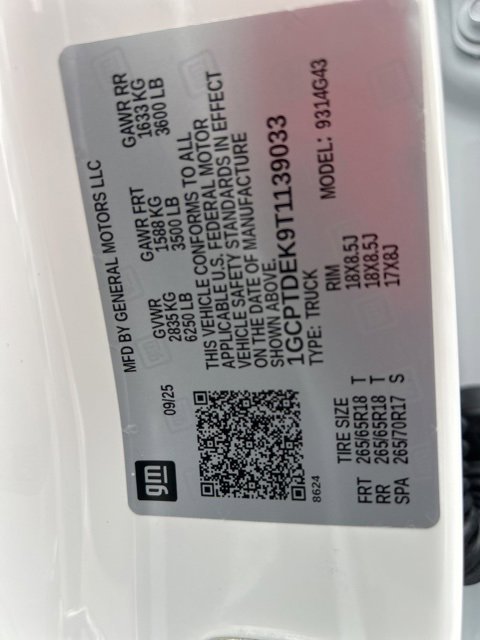 gm
MFD BY GENERAL MOTORS LLC
09/25
GVWR
2835 KG
6250 LB
GAWR FRT
1588 KG
3500 LB
GAWR RR
1633 KG
3600 LB
THIS VEHICLE CONFORMS TO ALL
APPLICABLE U.S. FEDERAL MOTOR
VEHICLE SAFETY STANDARDS IN EFFECT
ON THE DATE OF MANUFACTURE
SHOWN ABOVE.
1GCPTDEK9T1139033
TYPE: TRUCK
MODEL: 9314G43
8624
TIRE SIZE RIM
FRT 265/65R18 T 18X8.5J
RR 265/65R18 T 18X8.5J
SPA 265/70R17 S 17X8J